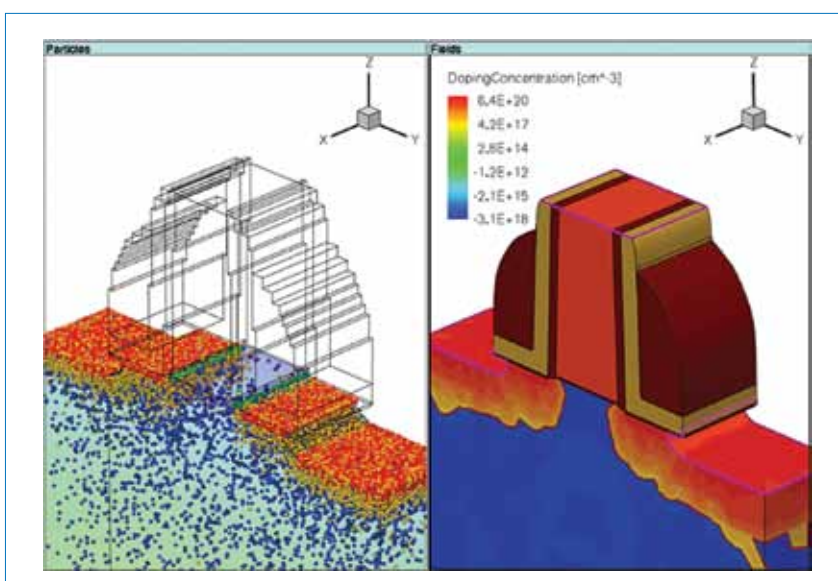 Particles
Z
X
Y
Fields
Z
X
Y
DopingConcentration [cm^-3]
6.4E+20
4.2E+17
2.8E+14
-1.2E+12
-2.1E+15
-3.1E+18